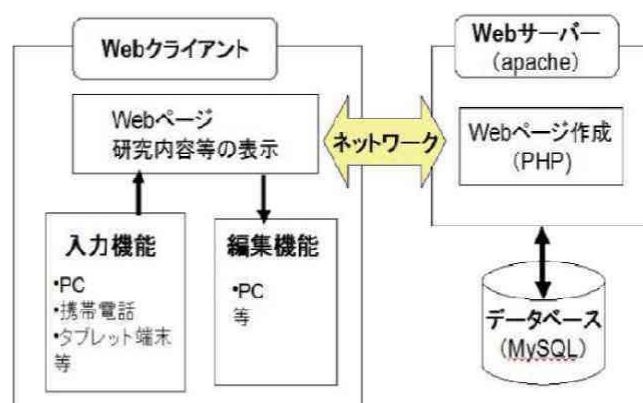 Webクライアント
Webページ
研究内容等の表示
入力機能
•PC
•携帯電話
•タブレット端末
等
編集機能
•PC
等
ネットワーク
Webサーバー
(apache)
Webページ作成
(PHP)
データベース
(MySQL)